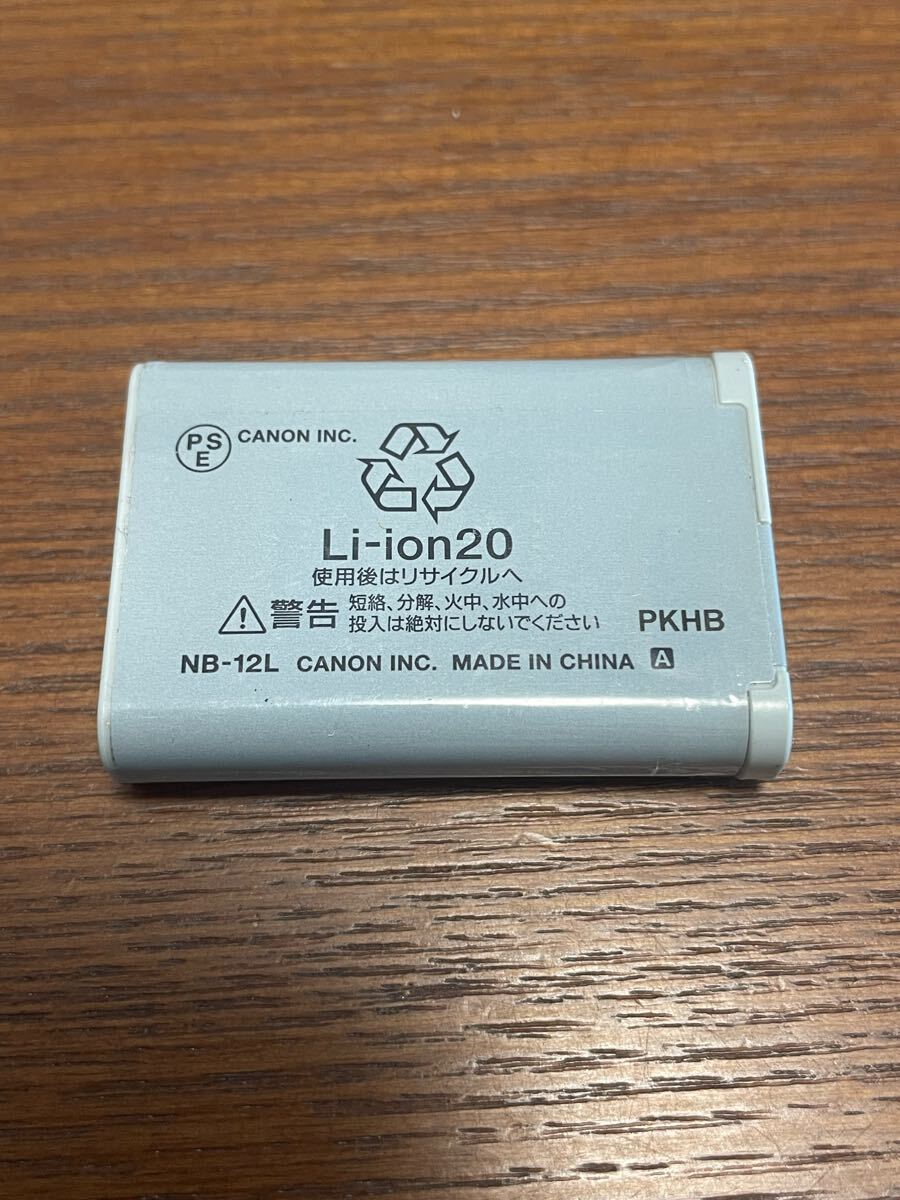 PSE CANON INC.
Li-ion20
使用後はリサイクルへ
警告 短絡、分解、火中、水中への
投入は絶対にしないでください
PKHB
NB-12L CANON INC. MADE IN CHINA A